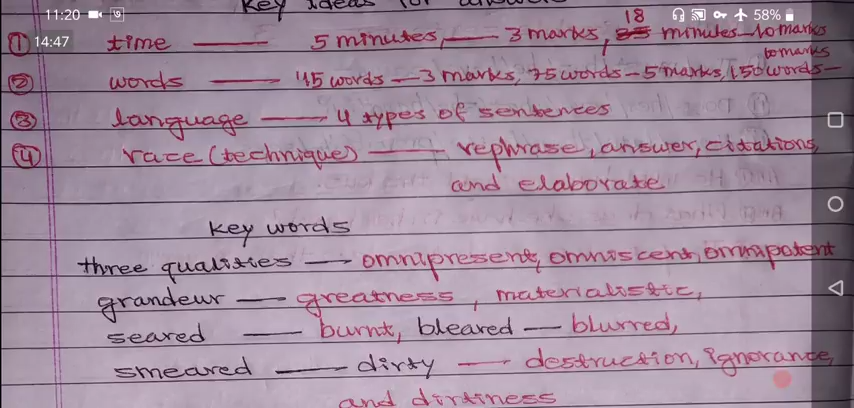 11:20
58%
14:47
Key ideas for answers
① time — 5 minutes, — 3 marks, 18 minutes - 10 marks
② words — 45 words - 3 marks, 75 words - 5 marks, 150 words - 10 marks
③ language — 4 types of sentences
④ race (technique) — rephrase, answer, citations,
and elaborate
Key words
three qualities — omnipresent, omniscent, omnipotent
grandeur — greatness, materialistic,
seared — burnt, bleared — blurred,
smeared — dirty — destruction, ignorance,
and dirtiness